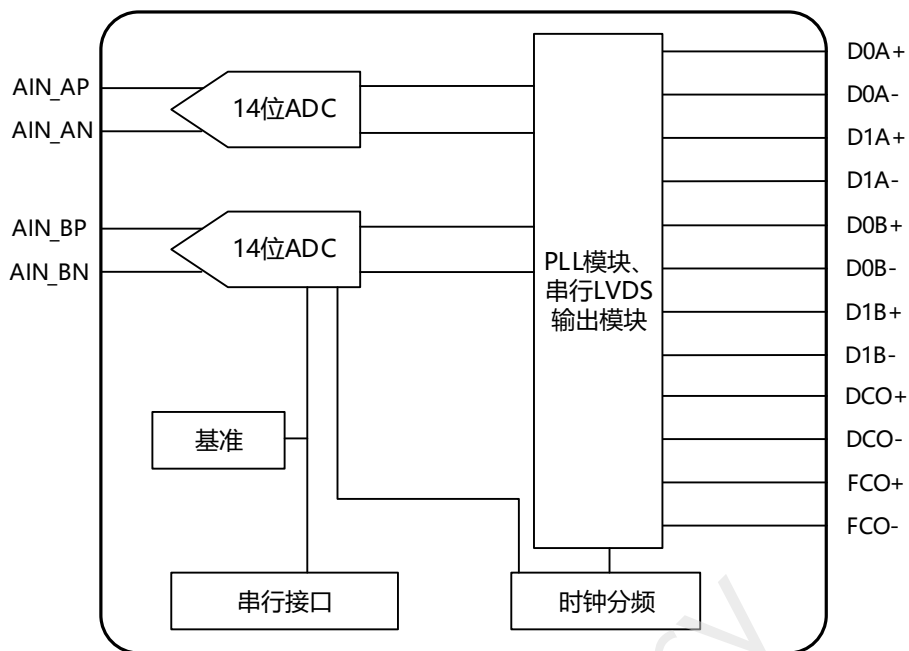 AIN_AP
AIN_AN
14位ADC
AIN_BP
AIN_BN
14位ADC
PLL模块、
串行LVDS
输出模块
D0A+
D0A-
D1A+
D1A-
D0B+
D0B-
D1B+
D1B-
DCO+
DCO-
FCO+
FCO-
基准
串行接口
时钟分频